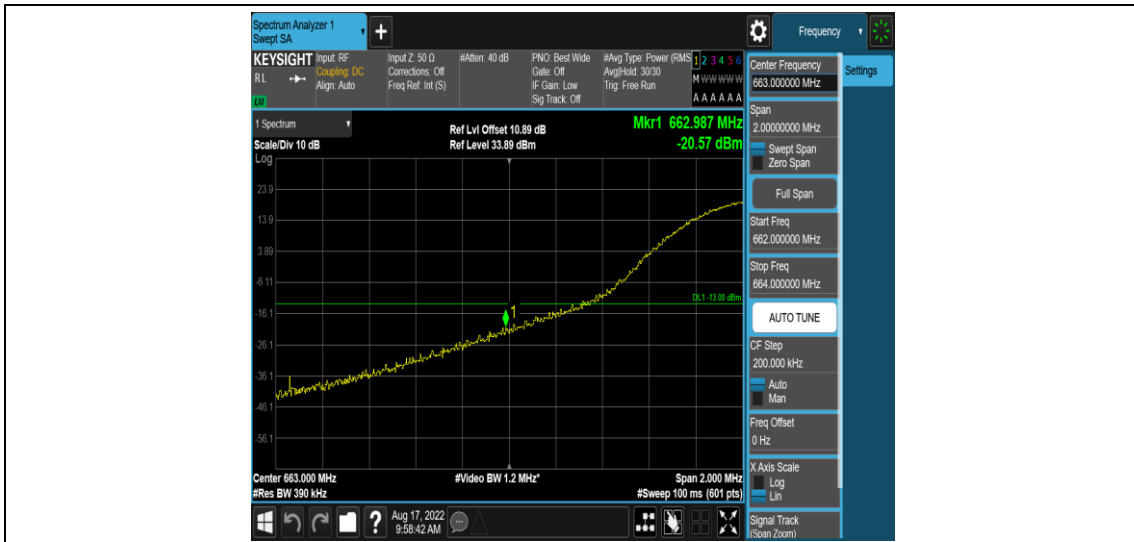 Spectrum Analyzer 1
Swept SA
+
Frequency
KEYSIGHT
RL
LXI
Input: RF
Coupling: DC
Align: Auto
Input Z: 50 Ω
Corrections: Off
Freq Ref: Int (S)
#Atten: 40 dB
PNO: Best Wide
Gate: Off
IF Gain: Low
Sig Track: Off
#Avg Type: Power (RMS
Avg|Hold: 30/30
Trig: Free Run
1 2 3 4 5 6
M W W W W W
A A A A A A
Center Frequency
663.000000 MHz
Settings
Span
2.00000000 MHz
Swept Span
Zero Span
Full Span
Start Freq
662.000000 MHz
Stop Freq
664.000000 MHz
AUTO TUNE
CF Step
200.000 kHz
Auto
Man
Freq Offset
0 Hz
X Axis Scale
Log
Lin
Signal Track
(Span Zoom)
1 Spectrum
Scale/Div 10 dB
Log
Ref Lvl Offset 10.89 dB
Ref Level 33.89 dBm
Mkr1 662.987 MHz
-20.57 dBm
23.9
13.9
3.89
-6.11
DL1 -13.00 dBm
-16.1
1
-26.1
-36.1
-46.1
-56.1
Center 663.000 MHz
#Video BW 1.2 MHz*
Span 2.000 MHz
#Res BW 390 kHz
#Sweep 100 ms (601 pts)
?
Aug 17, 2022
9:58:42 AM